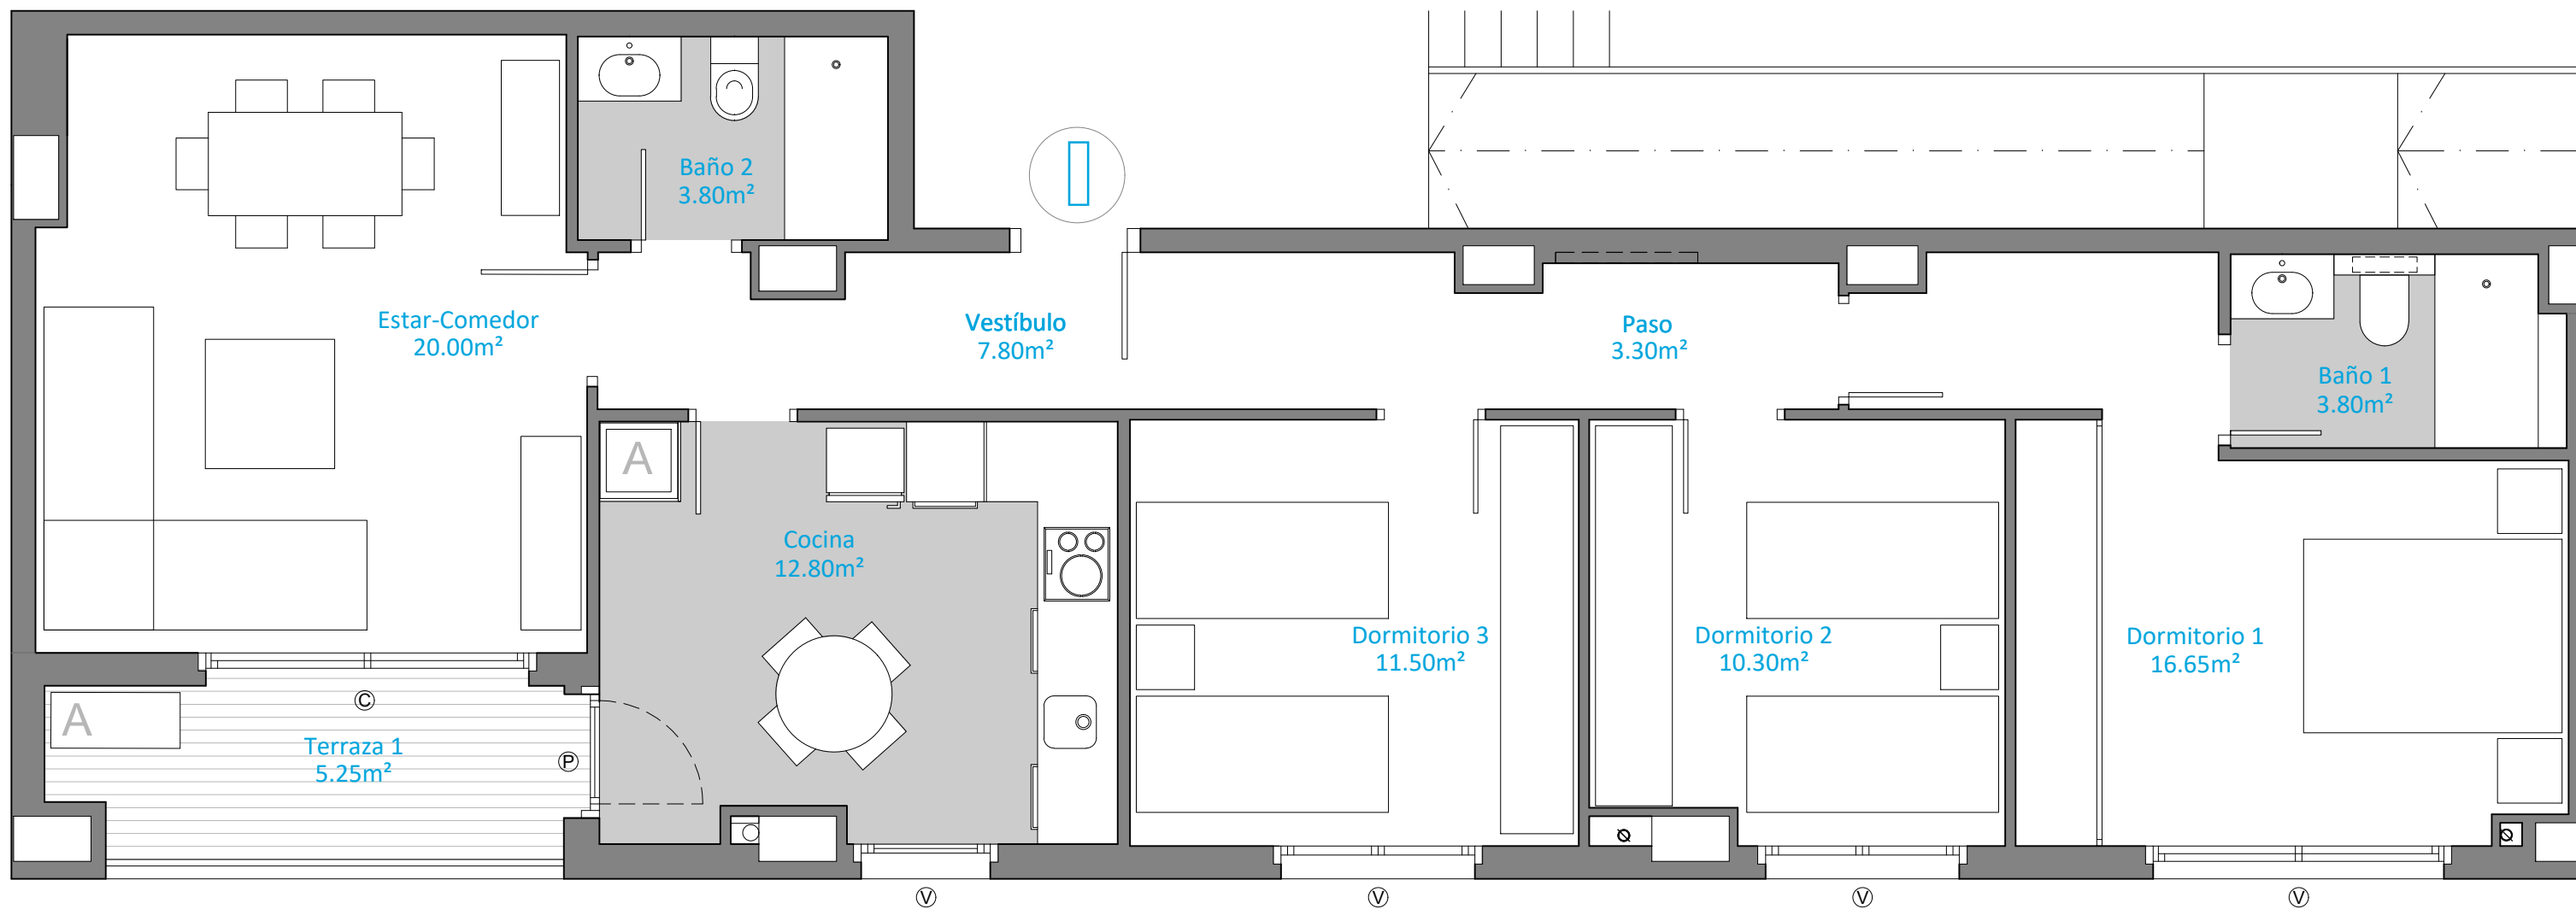 Baño 2
3.80m²
Estar-Comedor
20.00m²
Vestíbulo
7.80m²
Paso
3.30m²
Baño 1
3.80m²
A
Cocina
12.80m²
Dormitorio 3
11.50m²
Dormitorio 2
10.30m²
Dormitorio 1
16.65m²
A
C
Terraza 1
5.25m²
P
V
V
V
V